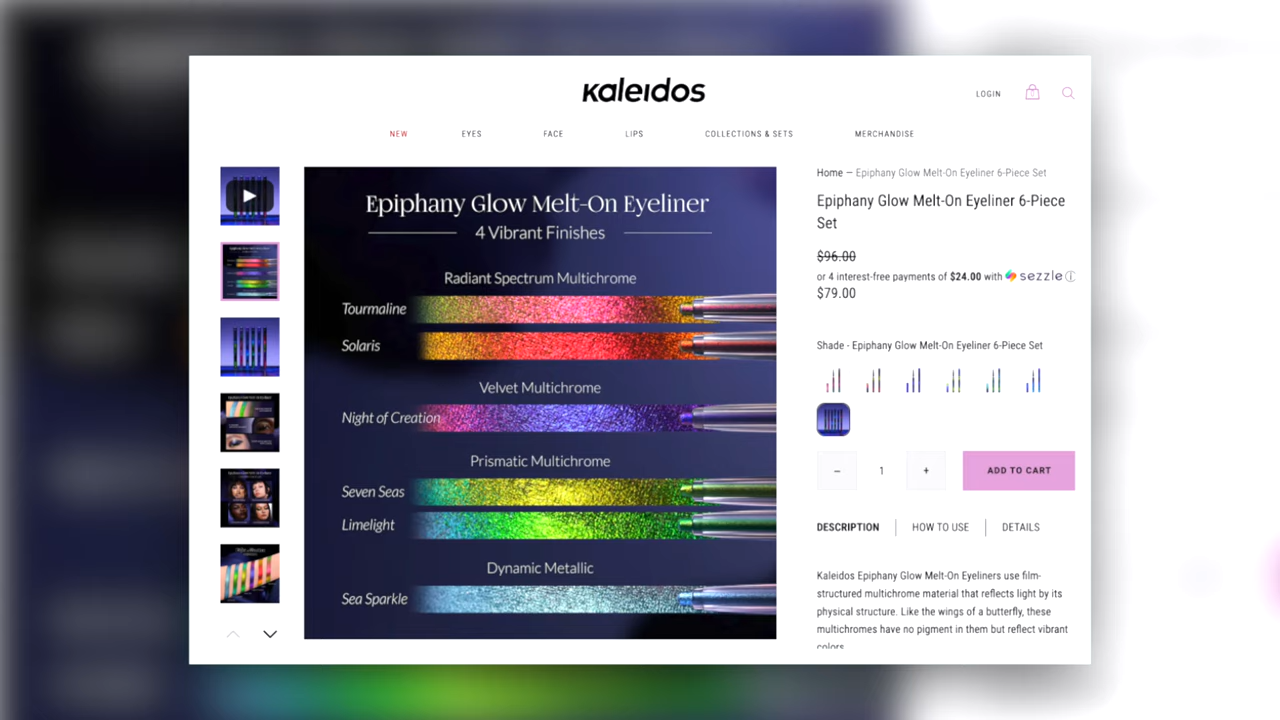 Kaleidos
LOGIN
0
NEW EYES FACE LIPS COLLECTIONS & SETS MERCHANDISE
Epiphany Glow Melt-On Eyeliner
4 Vibrant Finishes
Radiant Spectrum Multichrome
Tourmaline
Solaris
Velvet Multichrome
Night of Creation
Prismatic Multichrome
Seven Seas
Limelight
Dynamic Metallic
Sea Sparkle
Home — Epiphany Glow Melt-On Eyeliner 6-Piece Set
Epiphany Glow Melt-On Eyeliner 6-Piece
Set
$96.00
or 4 interest-free payments of $24.00 with sezzle
$79.00
Shade - Epiphany Glow Melt-On Eyeliner 6-Piece Set
– 1 + ADD TO CART
DESCRIPTION HOW TO USE DETAILS
Kaleidos Epiphany Glow Melt-On Eyeliners use film-
structured multichrome material that reflects light by its
physical structure. Like the wings of a butterfly, these
multichromes have no pigment in them but reflect vibrant
colors